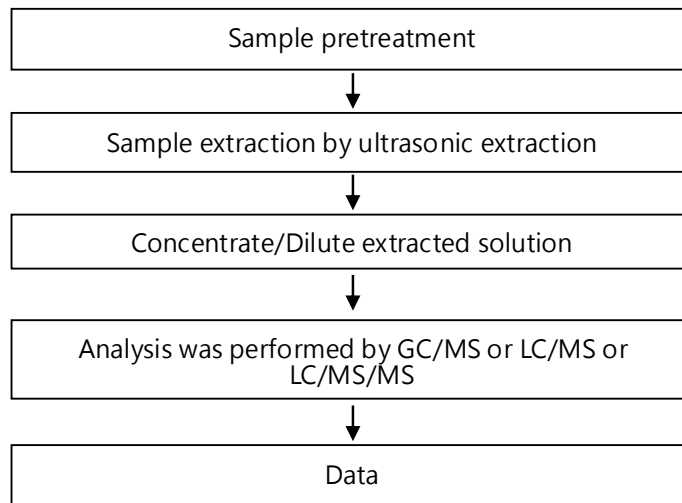 Sample pretreatment
Sample extraction by ultrasonic extraction
Concentrate/Dilute extracted solution
Analysis was performed by GC/MS or LC/MS or
LC/MS/MS
Data